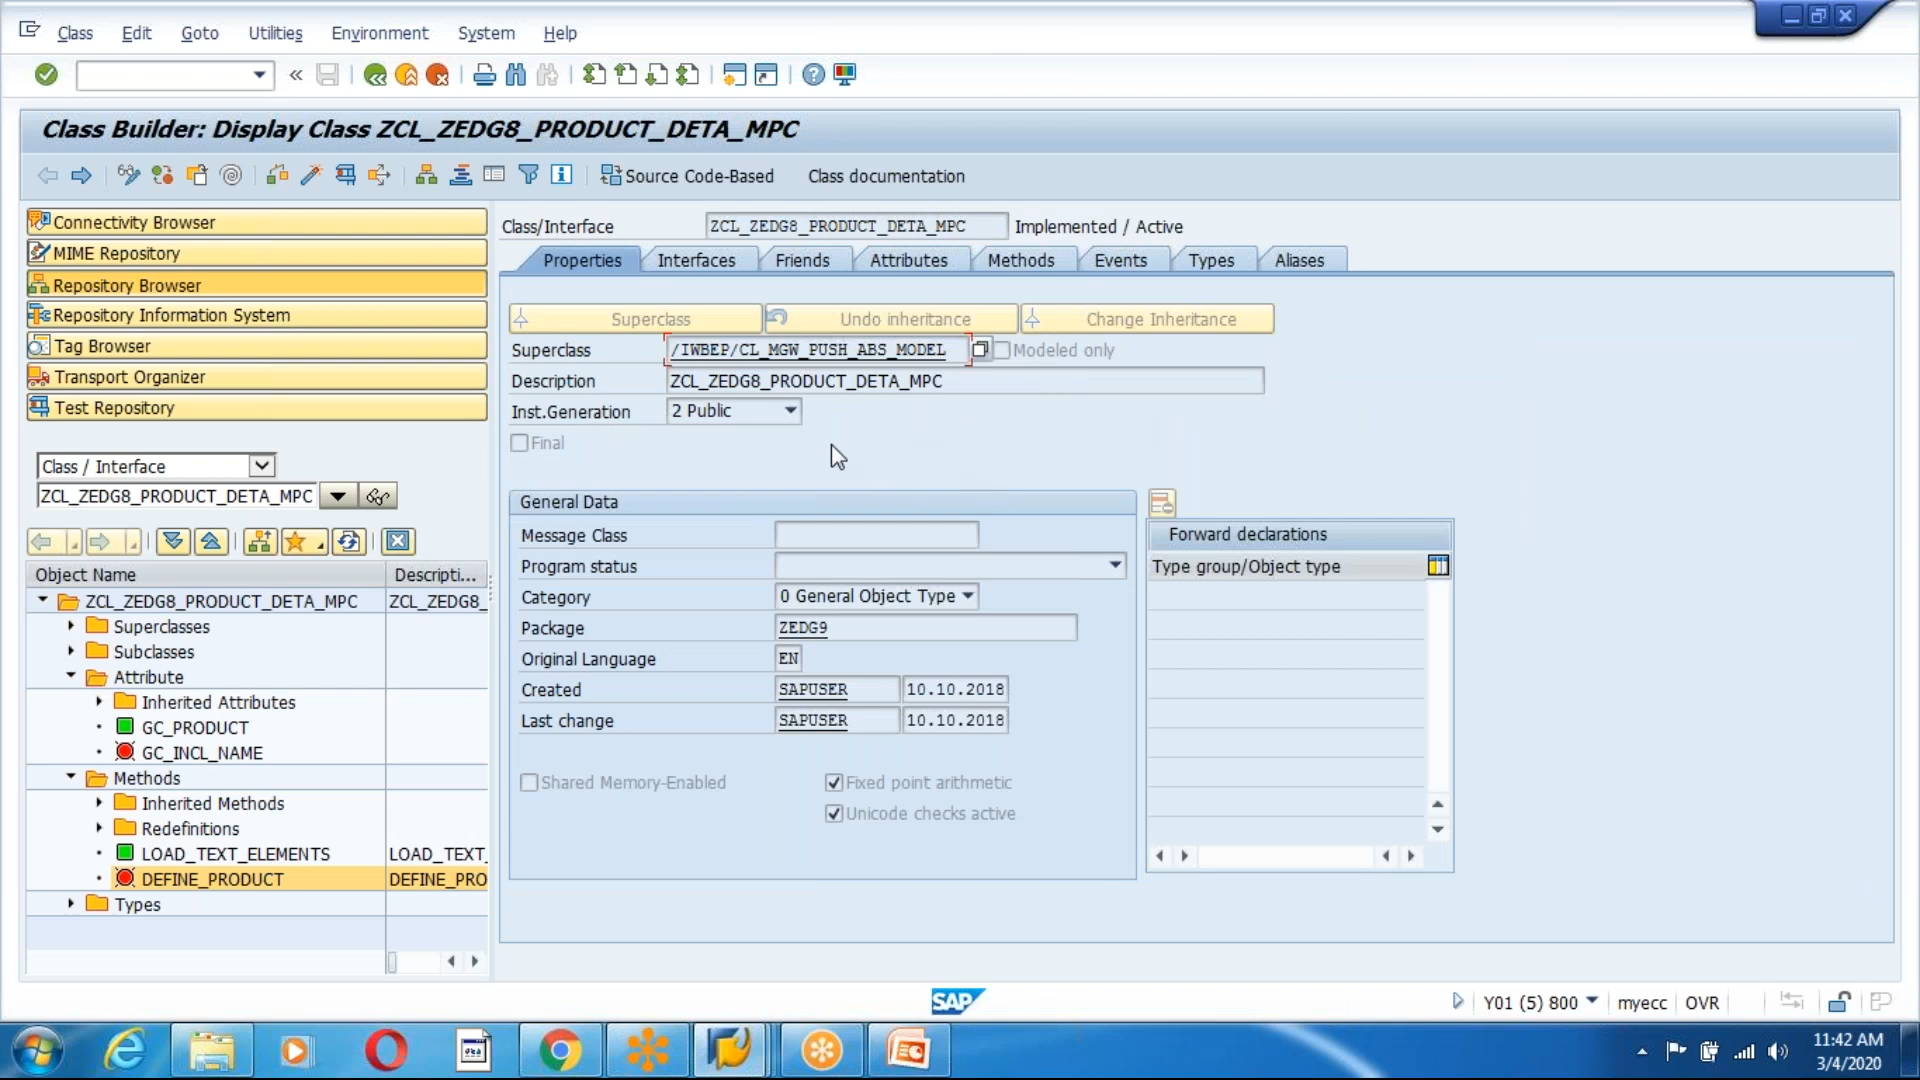 Class Edit Goto Utilities Environment System Help
Class Builder: Display Class ZCL_ZEDG8_PRODUCT_DETA_MPC
Source Code-Based Class documentation
Connectivity Browser
MIME Repository
Repository Browser
Repository Information System
Tag Browser
Transport Organizer
Test Repository
Class / Interface
ZCL_ZEDG8_PRODUCT_DETA_MPC
Object Name Descripti...
ZCL_ZEDG8_PRODUCT_DETA_MPC ZCL_ZEDG8_
Superclasses
Subclasses
Attribute
Inherited Attributes
GC_PRODUCT
GC_INCL_NAME
Methods
Inherited Methods
Redefinitions
LOAD_TEXT_ELEMENTS LOAD_TEXT_
DEFINE_PRODUCT DEFINE_PRO
Types
Class/Interface ZCL_ZEDG8_PRODUCT_DETA_MPC Implemented / Active
Properties Interfaces Friends Attributes Methods Events Types Aliases
Superclass Undo inheritance Change Inheritance
Superclass /IWBEP/CL_MGW_PUSH_ABS_MODEL Modeled only
Description ZCL_ZEDG8_PRODUCT_DETA_MPC
Inst.Generation 2 Public
Final
General Data
Message Class
Program status
Category 0 General Object Type
Package ZEDG9
Original Language EN
Created SAPUSER 10.10.2018
Last change SAPUSER 10.10.2018
Shared Memory-Enabled Fixed point arithmetic
Unicode checks active
Forward declarations
Type group/Object type
SAP
Y01 (5) 800 myecc OVR
11:42 AM
3/4/2020